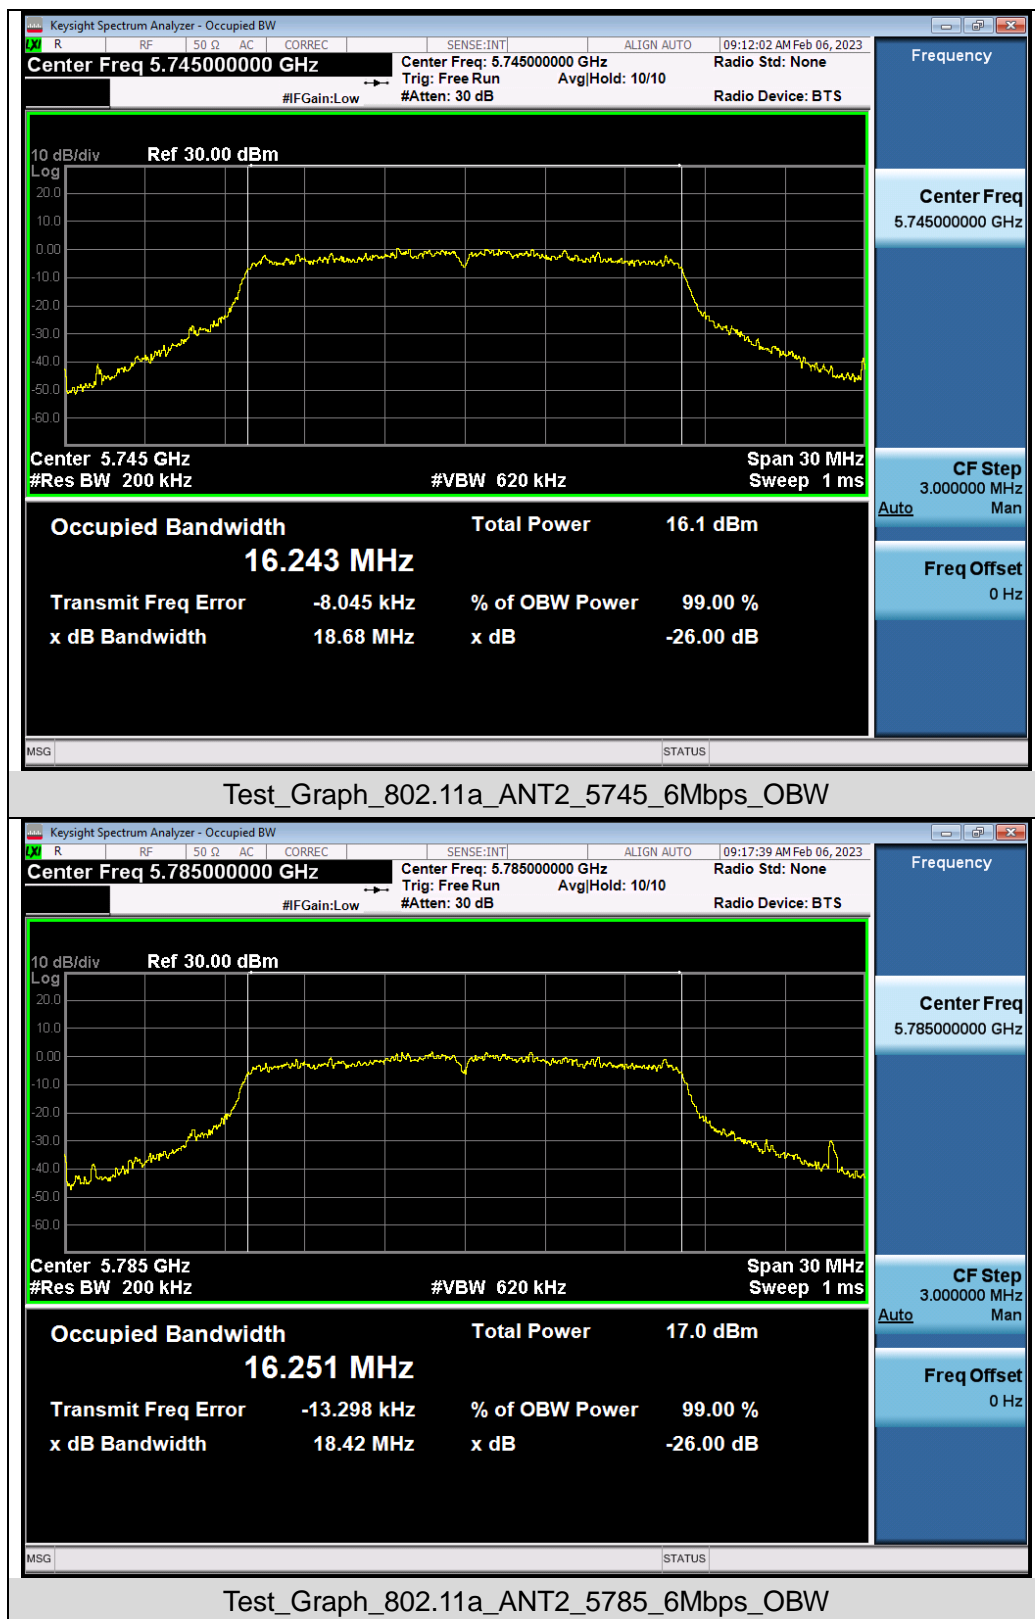 Keysight Spectrum Analyzer - Occupied BW
LXI R RF 50 Ω AC CORREC SENSE:INT ALIGN AUTO 09:12:02 AM Feb 06, 2023
Center Freq 5.745000000 GHz
Center Freq: 5.745000000 GHz Radio Std: None
Trig: Free Run Avg|Hold: 10/10
#IFGain:Low #Atten: 30 dB Radio Device: BTS
Frequency
10 dB/div Ref 30.00 dBm
Log
20.0
10.0
0.00
-10.0
-20.0
-30.0
-40.0
-50.0
-60.0
Center 5.745 GHz Span 30 MHz
#Res BW 200 kHz #VBW 620 kHz Sweep 1 ms
Center Freq
5.745000000 GHz
CF Step
3.000000 MHz
Auto Man
Freq Offset
0 Hz
Occupied Bandwidth Total Power 16.1 dBm
16.243 MHz
Transmit Freq Error -8.045 kHz % of OBW Power 99.00 %
x dB Bandwidth 18.68 MHz x dB -26.00 dB
MSG STATUS
Test_Graph_802.11a_ANT2_5745_6Mbps_OBW
Keysight Spectrum Analyzer - Occupied BW
LXI R RF 50 Ω AC CORREC SENSE:INT ALIGN AUTO 09:17:39 AM Feb 06, 2023
Center Freq 5.785000000 GHz
Center Freq: 5.785000000 GHz Radio Std: None
Trig: Free Run Avg|Hold: 10/10
#IFGain:Low #Atten: 30 dB Radio Device: BTS
Frequency
10 dB/div Ref 30.00 dBm
Log
20.0
10.0
0.00
-10.0
-20.0
-30.0
-40.0
-50.0
-60.0
Center 5.785 GHz Span 30 MHz
#Res BW 200 kHz #VBW 620 kHz Sweep 1 ms
Center Freq
5.785000000 GHz
CF Step
3.000000 MHz
Auto Man
Freq Offset
0 Hz
Occupied Bandwidth Total Power 17.0 dBm
16.251 MHz
Transmit Freq Error -13.298 kHz % of OBW Power 99.00 %
x dB Bandwidth 18.42 MHz x dB -26.00 dB
MSG STATUS
Test_Graph_802.11a_ANT2_5785_6Mbps_OBW